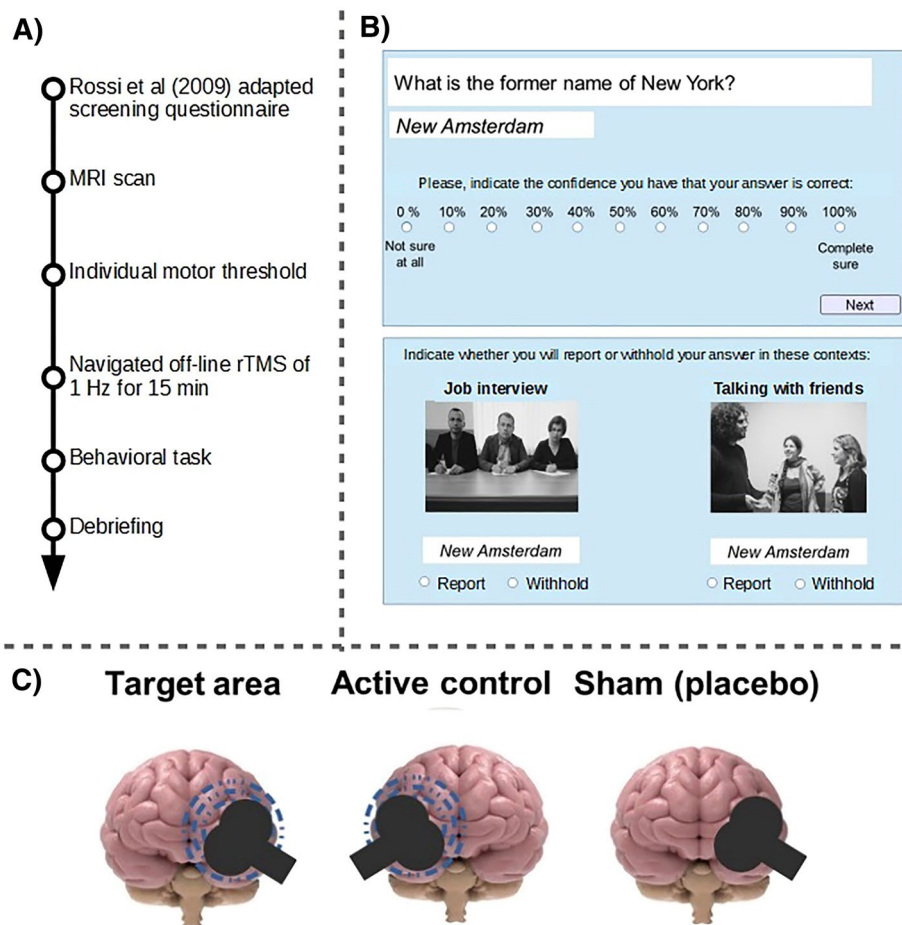 A)
Rossi et al (2009) adapted
screening questionnaire
MRI scan
Individual motor threshold
Navigated off-line rTMS of
1 Hz for 15 min
Behavioral task
Debriefing
B)
What is the former name of New York?
New Amsterdam
Please, indicate the confidence you have that your answer is correct:
0 % 10% 20% 30% 40% 50% 60% 70% 80% 90% 100%
Not sure
at all
Complete
sure
Next
Indicate whether you will report or withhold your answer in these contexts:
Job interview
Talking with friends
New Amsterdam
New Amsterdam
Report Withhold
Report Withhold
C)
Target area
Active control
Sham (placebo)